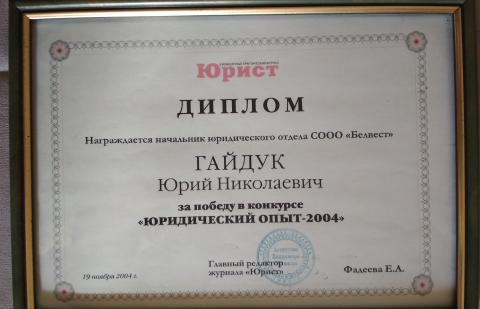 Юрист
ДИПЛОМ
Награждается начальник юридического отдела СООО «Белвест»
ГАЙДУК
Юрий Николаевич
за победу в конкурсе
«ЮРИДИЧЕСКИЙ ОПЫТ-2004»
Главный редактор
журнала «Юрист»
Фадеева Е.Л.
19 ноября 2004 г.